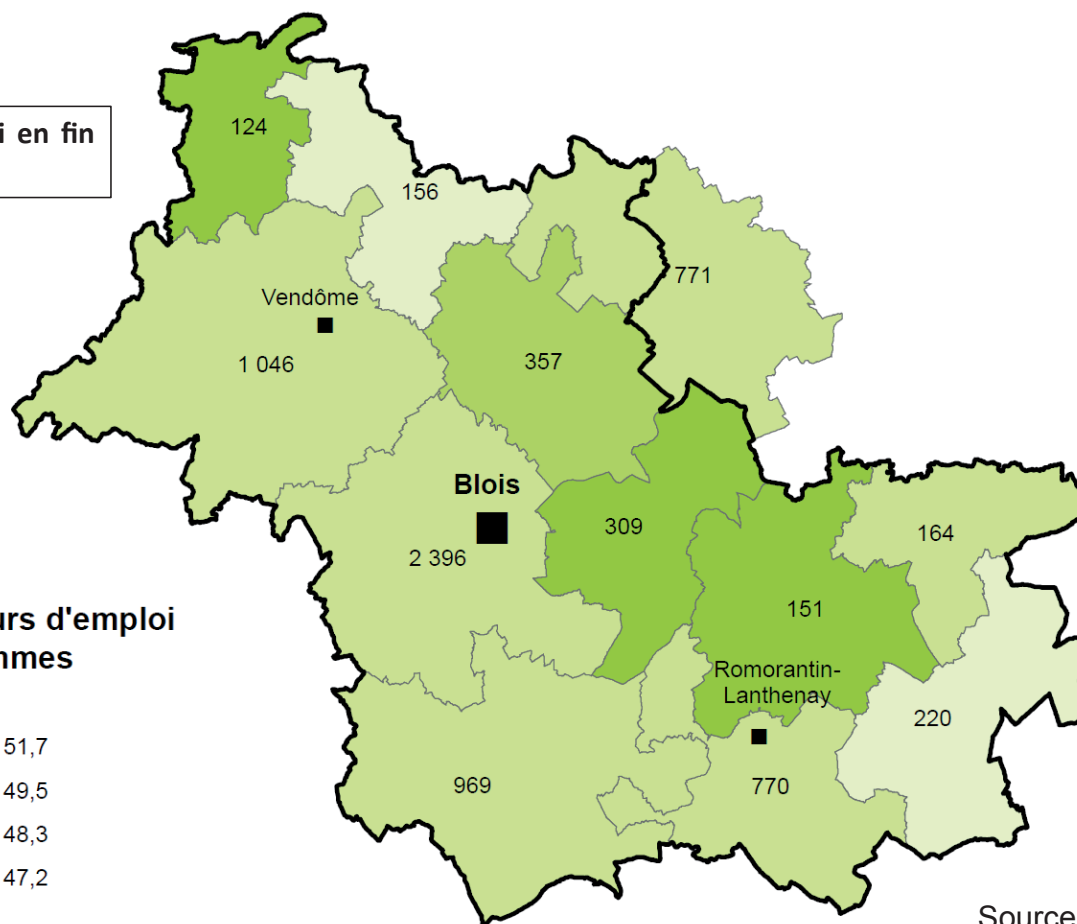 i en fin
124
156
771
Vendôme
1 046
357
Blois
2 396
309
164
151
Romorantin-
Lanthenay
220
969
770
urs d'emploi
mmes
51,7
49,5
48,3
47,2
Source